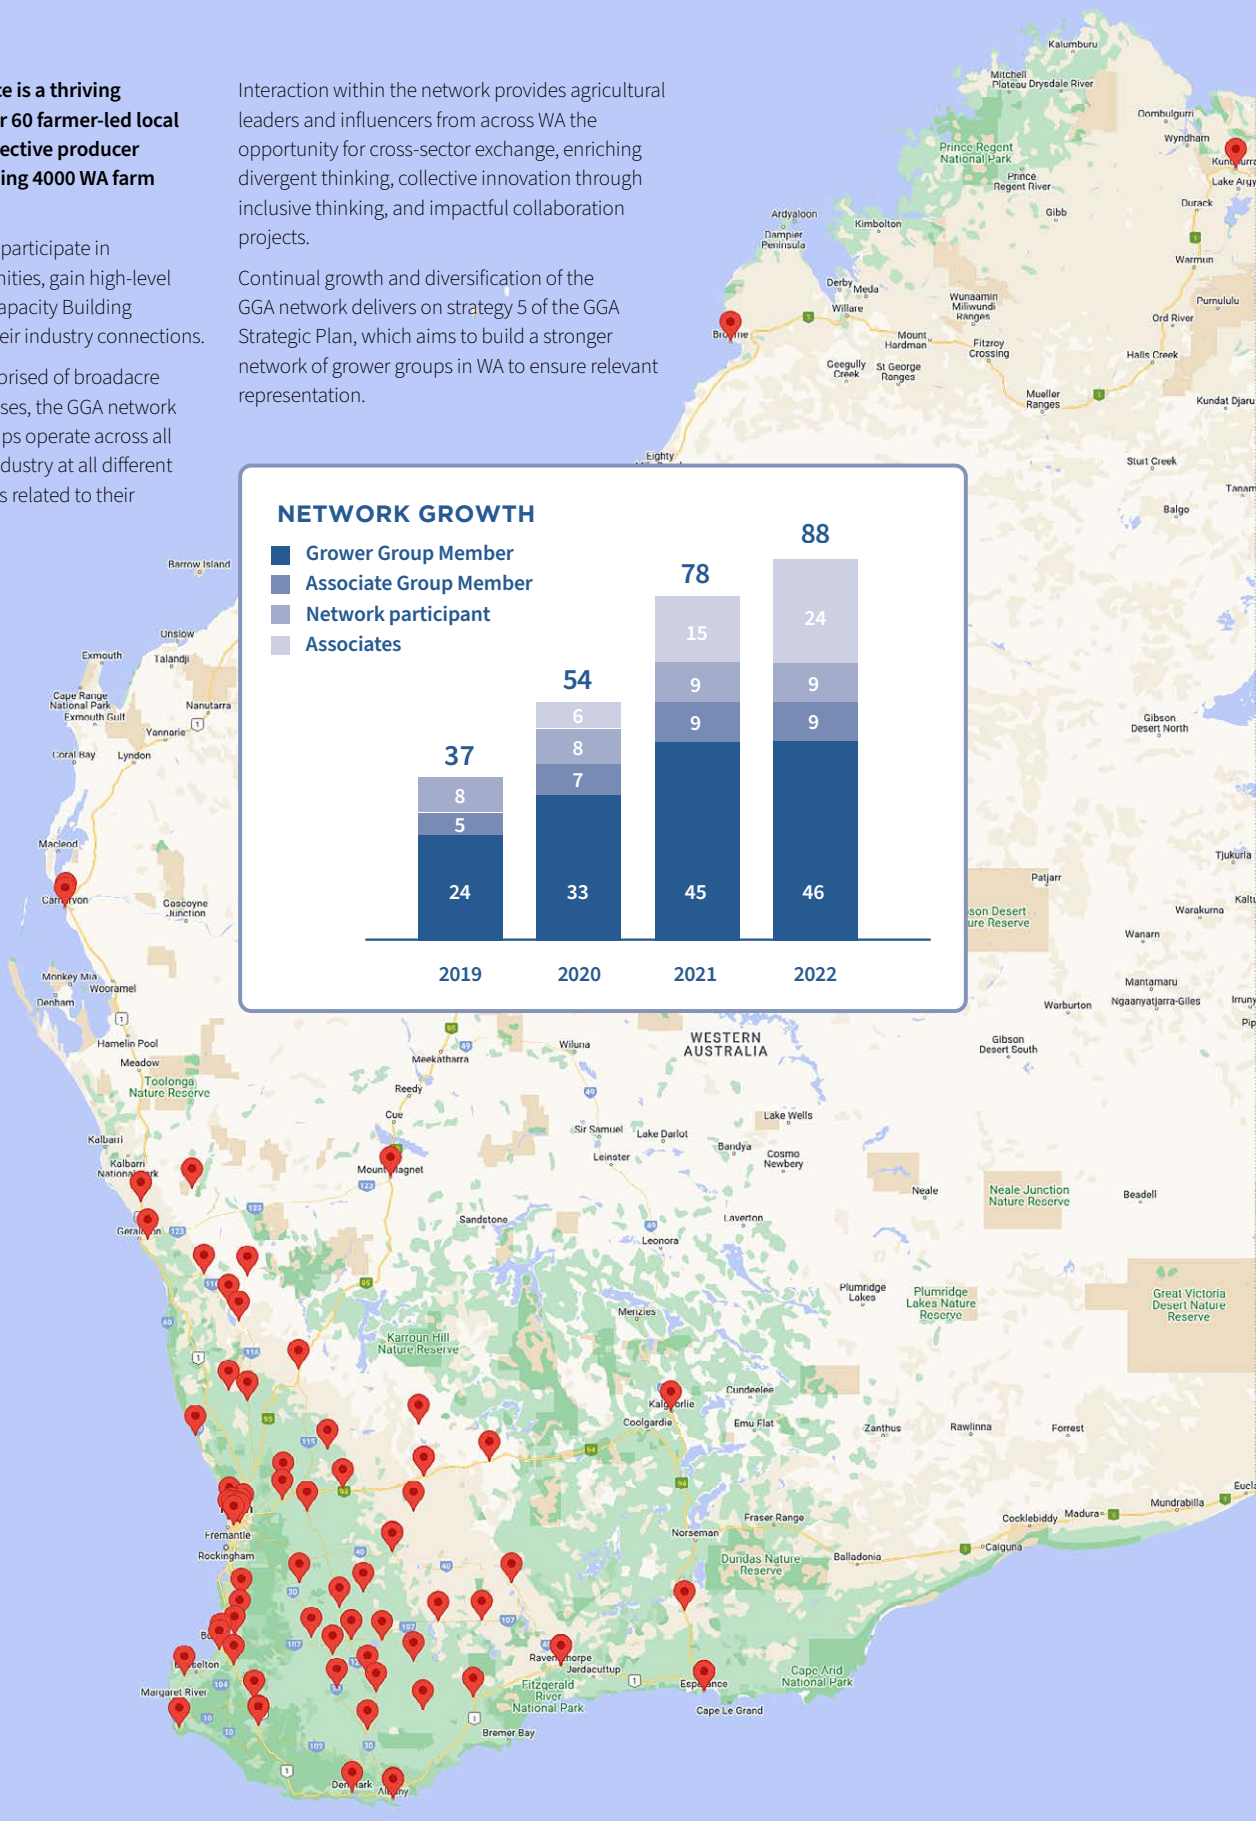 te is a thriving
r 60 farmer-led local
ective producer
ing 4000 WA farm
participate in
nities, gain high-level
apacity Building
eir industry connections.
prised of broadacre
ses, the GGA network
ps operate across all
dustry at all different
s related to their
Interaction within the network provides agricultural
leaders and influencers from across WA the
opportunity for cross-sector exchange, enriching
divergent thinking, collective innovation through
inclusive thinking, and impactful collaboration
projects.
Continual growth and diversification of the
GGA network delivers on strategy 5 of the GGA
Strategic Plan, which aims to build a stronger
network of grower groups in WA to ensure relevant
representation.
NETWORK GROWTH
Grower Group Member
Associate Group Member
Network participant
Associates
37
8
5
24
54
6
8
7
33
78
15
9
9
45
88
24
9
9
46
2019
2020
2021
2022
Kalumburu
Mitchell
Plateau
Drysdale River
Oombulgurri
Wyndham
Prince Regent
National Park
Prince
Regent River
Lake Argy
Durack
Gibb
Ardyaloon
Kimbolton
Dampier
Peninsula
Warmun
Derby
Meda
Willare
Wunaamin
Miliwundi
Ranges
Purnululu
Ord River
Mount
Hardman
Fitzroy
Crossing
Halls Creek
Geegully
Creek
St George
Ranges
Mueller
Ranges
Kundat Djaru
Eighty
Sturt Creek
Tanam
Balgo
Barrow Island
Onslow
Exmouth
Talandji
Cape Range
National Park
Exmouth Gulf
Nanutarra
Yannarie
Coral Bay
Lyndon
Gibson
Desert North
Macleod
Tjukurla
Patjarr
Gascoyne
Junction
son Desert
ure Reserve
Warakurna
Kaltu
Wanarn
Monkey Mia
Wooramel
Denham
Mantamaru
Warburton
Ngaanyatjarra-Giles
Irruny
Pip
Hamelin Pool
Meadow
Toolonga
Nature Reserve
Meekatharra
Wiluna
WESTERN
AUSTRALIA
Gibson
Desert South
Reedy
Cue
Lake Wells
Kalbarri
Sir Samuel
Lake Darlot
Bandya
Cosmo
Newbery
Leinster
Kalbarri
Neale
Neale Junction
Nature Reserve
Beadell
Sandstone
Laverton
Leonora
Plumridge
Lakes
Plumridge
Lakes Nature
Reserve
Great Victoria
Desert Nature
Reserve
Menzies
Karroun Hill
Nature Reserve
Cundeelee
Coolgardie
Emu Flat
Zanthus
Rawlinna
Forrest
Eucla
Mundrabilla
Madura
Cocklebiddy
Fraser Range
Norseman
Caiguna
Balladonia
Dundas Nature
Reserve
Fremantle
Rockingham
Jerdacuttup
Fitzgerald
River
National Park
Cape Arid
National Park
Cape Le Grand
Margaret River
Bremer Bay